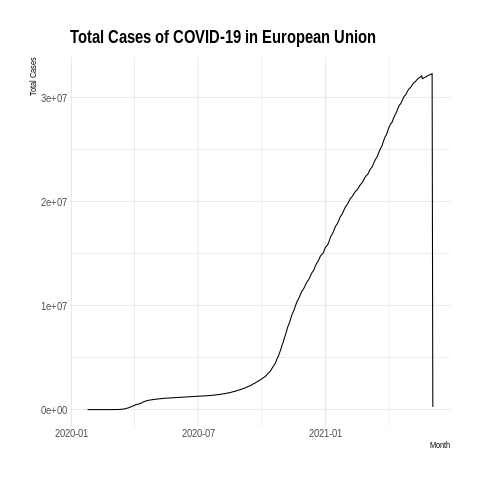 Total Cases of COVID-19 in European Union
Total Cases
3e+07
2e+07
1e+07
0e+00
2020-01 2020-07 2021-01
Month